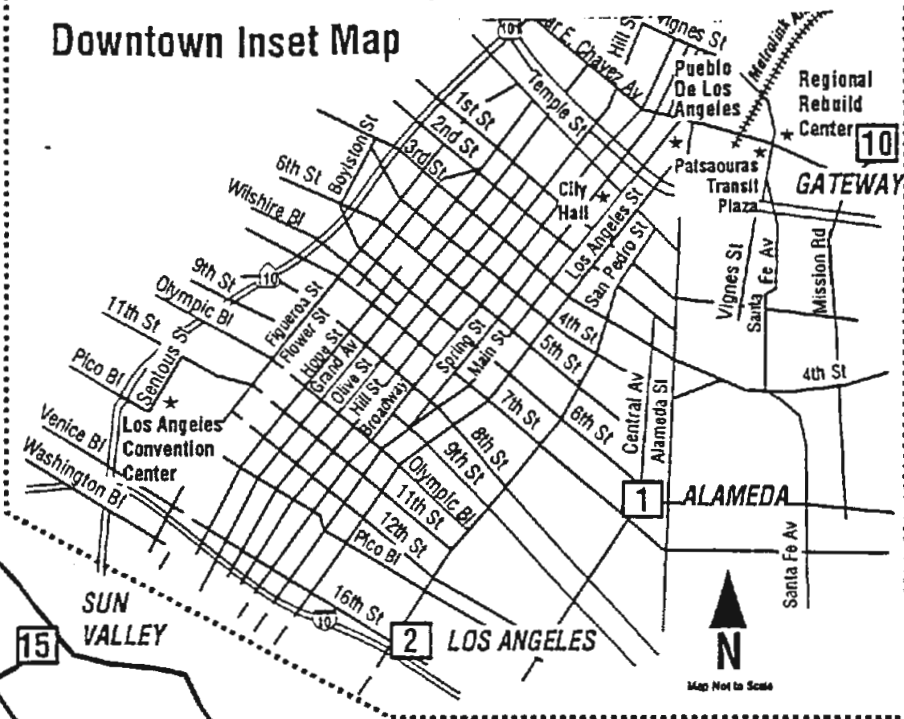 Downtown Inset Map
10
ar E. Chavez Av
Hill S
Vignes St
Metrolink
Pueblo
De Los
Angeles
Regional
Rebuild
Center
10
GATEWAY
Patsaouras
Transit
Plaza
Temple St
1st St
2nd St
3rd St
Boylston St
6th St
Wilshire Bl
City
Hall
Los Angeles St
San Pedro St
Vignes St
Santa Fe Av
Mission Rd
9th St
10
Olympic Bl
11th St
Figueroa St
Flower St
Hope St
Grand Av
Olive St
Hill St
Broadway
Spring St
Main St
4th St
5th St
6th St
7th St
8th St
9th St
Central Av
Alameda St
4th St
Sentous S
Pico Bl
Los Angeles
Convention
Center
Venice Bl
Washington Bl
Olympic Bl
11th St
12th St
Pico Bl
16th St
10
1
ALAMEDA
Santa Fe Av
SUN
VALLEY
15
2
LOS ANGELES
N
Map Not to Scale